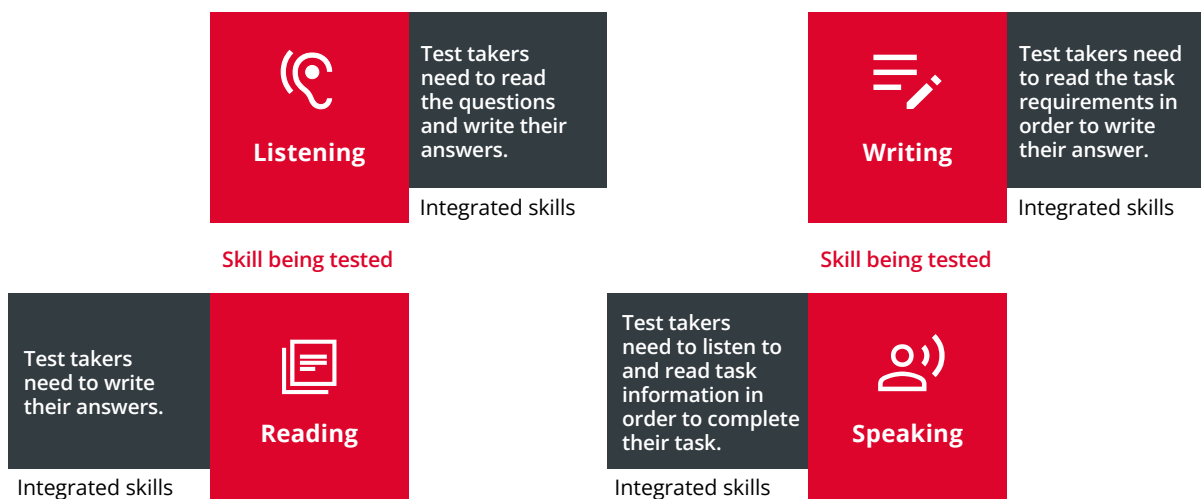 Listening
Test takers
need to read
the questions
and write their
answers.
Integrated skills
Skill being tested
Writing
Test takers need
to read the task
requirements in
order to write
their answer.
Integrated skills
Skill being tested
Test takers
need to write
their answers.
Integrated skills
Reading
Test takers
need to listen to
and read task
information in
order to complete
their task.
Integrated skills
Speaking